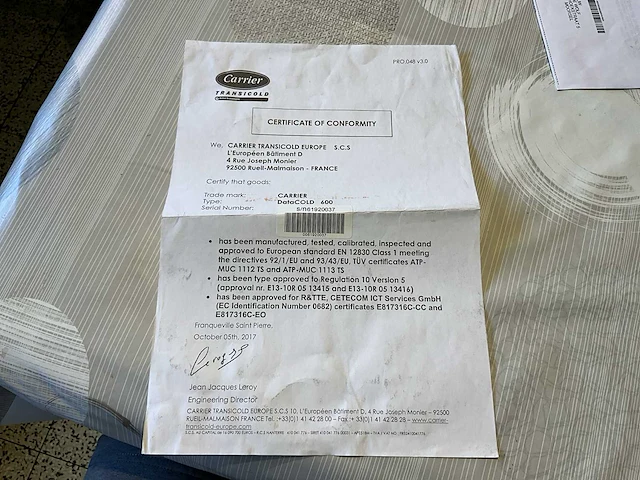 PRO.048 v3.0
Carrier
TRANSICOLD
CERTIFICATE OF CONFORMITY
We, CARRIER TRANSICOLD EUROPE S.C.S
L'Européen Bâtiment D
4 Rue Joseph Monier
92500 Rueil-Malmaison - FRANCE
Certify that goods:
Trade mark: CARRIER
Type: DataCOLD 600
Serial Number: S/N61920037
• has been manufactured, tested, calibrated, inspected and
approved to European standard EN 12830 Class 1 meeting
the directives 92/1/EU and 93/43/EU, TÜV certificates ATP-
MUC 1112 TS and ATP-MUC 1113 TS
• has been type approved to Regulation 10 Version 5
(approval nr. E13-10R 05 13415 and E13-10R 05 13416)
• has been approved for R&TTE, CETECOM ICT Services GmbH
(EC Identification Number 0682) certificates E817316C-CC and
E817316C-EO
Franqueville Saint Pierre,
October 05th, 2017
Jean Jacques Leroy
Engineering Director
CARRIER TRANSICOLD EUROPE S.C.S 10, L'Européen Bâtiment D, 4 Rue Joseph Monier – 92500
RUEIL-MALMAISON FRANCE Tel.:+33(0)1 41 42 28 00 – Fax :+ 33(0)1 41 42 28 28 – www.carrier-
transicold-europe.com